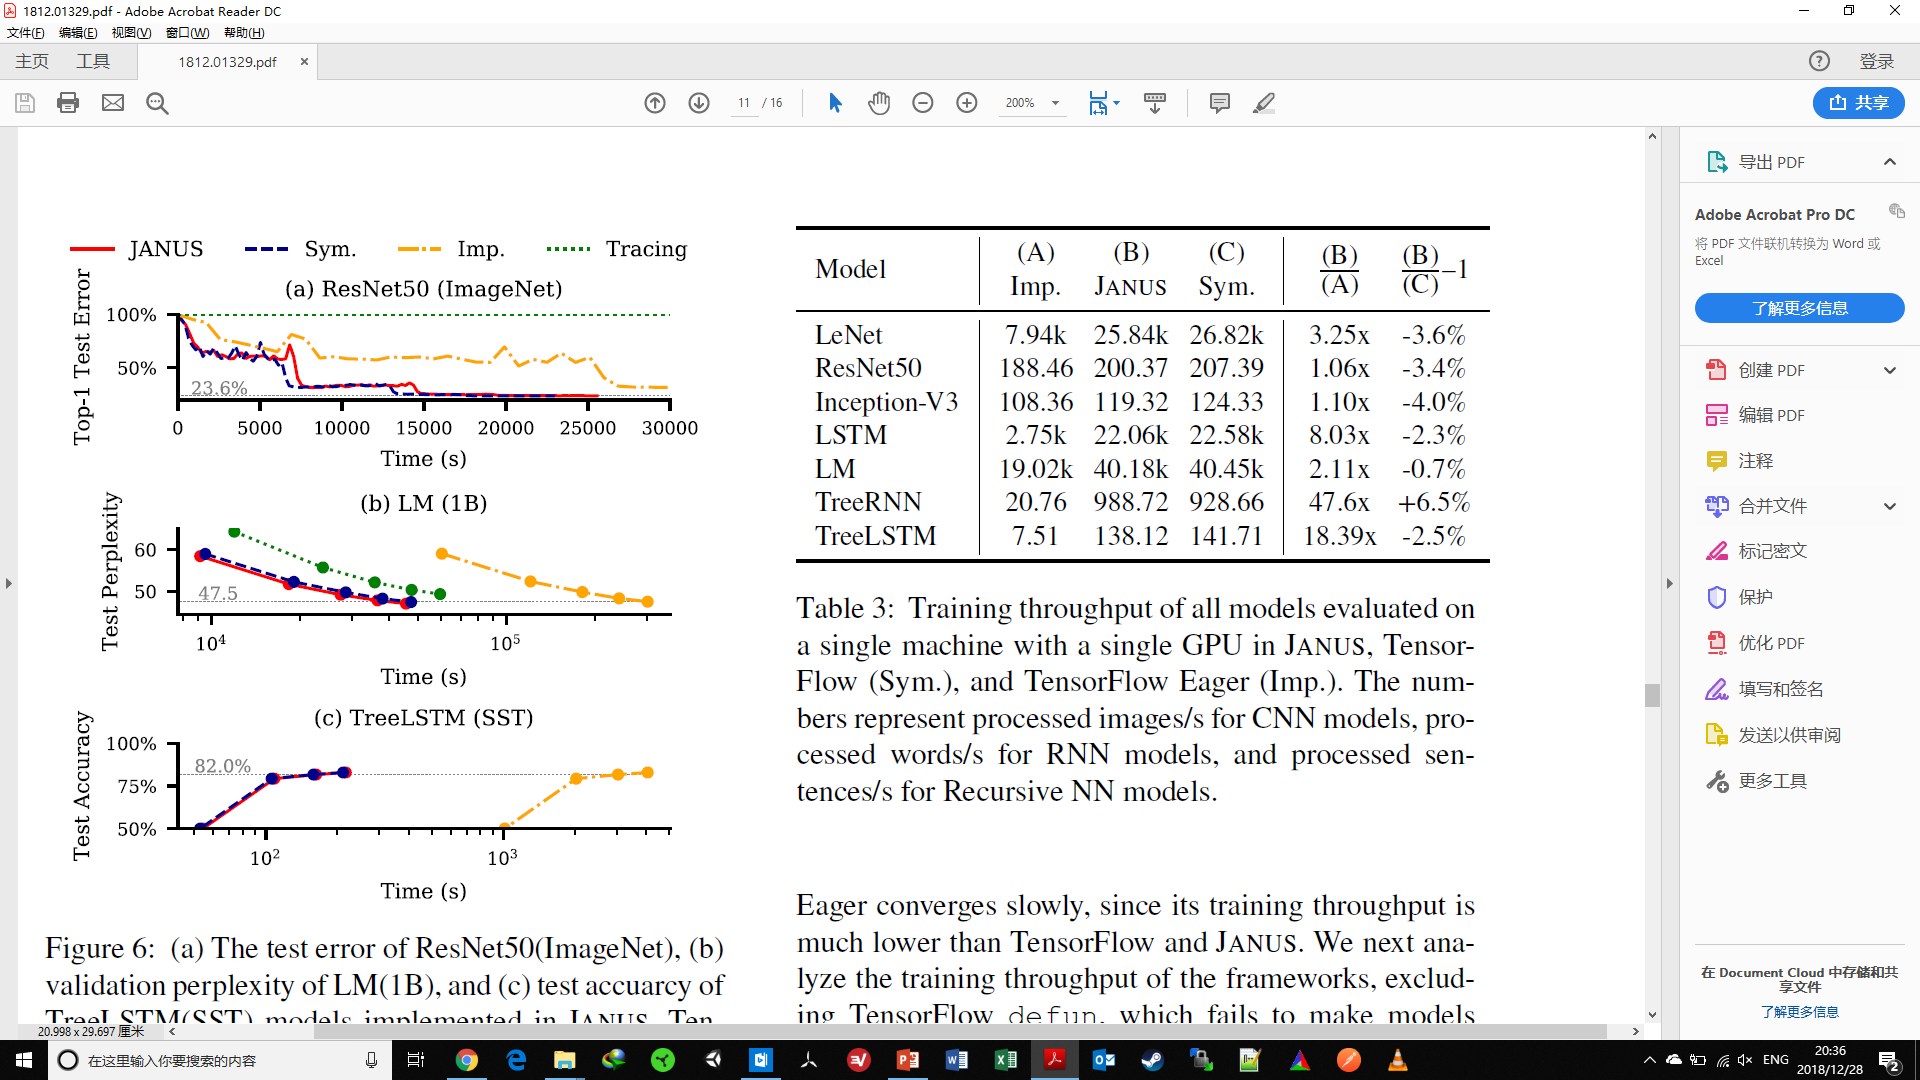 1812.01329.pdf - Adobe Acrobat Reader DC
文件(F) 编辑(E) 视图(V) 窗口(W) 帮助(H)
主页 工具 1812.01329.pdf × 登录
11 / 16 200% 共享
JANUS Sym. Imp. Tracing
(a) ResNet50 (ImageNet)
Top-1 Test Error
100%
50%
23.6%
0 5000 10000 15000 20000 25000 30000
Time (s)
(b) LM (1B)
Test Perplexity
60
50
47.5
10⁴ 10⁵
Time (s)
(c) TreeLSTM (SST)
Test Accuracy
100%
82.0%
75%
50%
10² 10³
Time (s)
Figure 6: (a) The test error of ResNet50(ImageNet), (b)
validation perplexity of LM(1B), and (c) test accuarcy of
TreeLSTM(SST) models implemented in JANUS, Ten-
Model (A) Imp. (B) JANUS (C) Sym. (B)/(A) (B)/(C)–1
LeNet 7.94k 25.84k 26.82k 3.25x -3.6%
ResNet50 188.46 200.37 207.39 1.06x -3.4%
Inception-V3 108.36 119.32 124.33 1.10x -4.0%
LSTM 2.75k 22.06k 22.58k 8.03x -2.3%
LM 19.02k 40.18k 40.45k 2.11x -0.7%
TreeRNN 20.76 988.72 928.66 47.6x +6.5%
TreeLSTM 7.51 138.12 141.71 18.39x -2.5%
Table 3: Training throughput of all models evaluated on
a single machine with a single GPU in JANUS, Tensor-
Flow (Sym.), and TensorFlow Eager (Imp.). The num-
bers represent processed images/s for CNN models, pro-
cessed words/s for RNN models, and processed sen-
tences/s for Recursive NN models.
Eager converges slowly, since its training throughput is
much lower than TensorFlow and JANUS. We next ana-
lyze the training throughput of the frameworks, exclud-
ing TensorFlow defun, which fails to make models
导出 PDF
Adobe Acrobat Pro DC
将 PDF 文件联机转换为 Word 或
Excel
了解更多信息
创建 PDF
编辑 PDF
注释
合并文件
标记密文
保护
优化 PDF
填写和签名
发送以供审阅
更多工具
在 Document Cloud 中存储和共
享文件
了解更多信息
20.998 x 29.697 厘米
在这里输入你要搜索的内容
ENG
20:36
2018/12/28
2